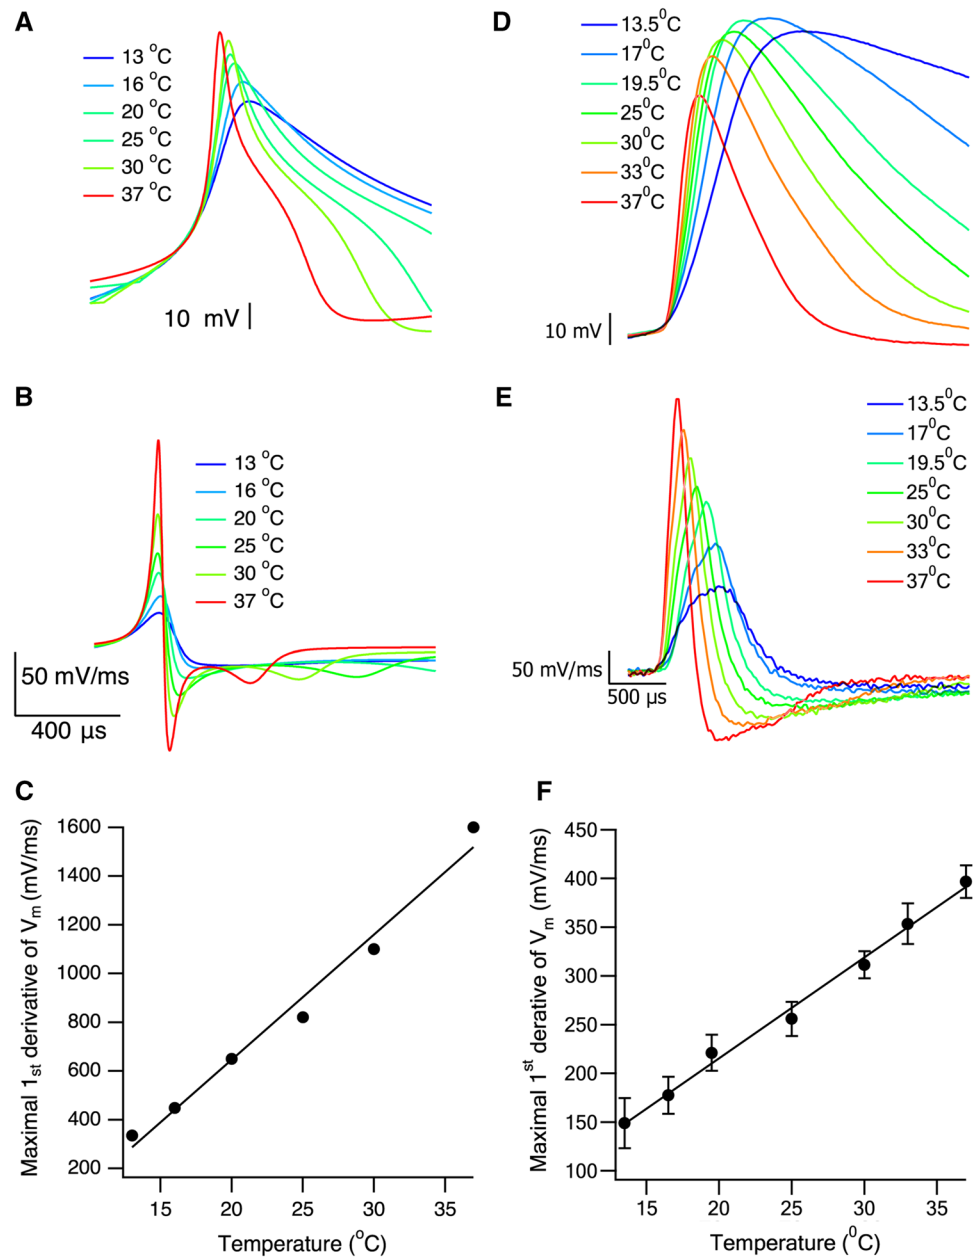 A
13 °C
16 °C
20 °C
25 °C
30 °C
37 °C
10 mV
D
13.5⁰C
17⁰C
19.5⁰C
25⁰C
30⁰C
33⁰C
37⁰C
10 mV
B
13 °C
16 °C
20 °C
25 °C
30 °C
37 °C
50 mV/ms
400 µs
E
13.5⁰C
17⁰C
19.5⁰C
25⁰C
30⁰C
33⁰C
37⁰C
50 mV/ms
500 µs
C
Maximal 1st derivative of Vm (mV/ms)
1600
1400
1200
1000
800
600
400
200
15 20 25 30 35
Temperature (°C)
F
Maximal 1st derative of Vm (mV/ms)
450
400
350
300
250
200
150
100
15 20 25 30 35
Temperature (⁰C)